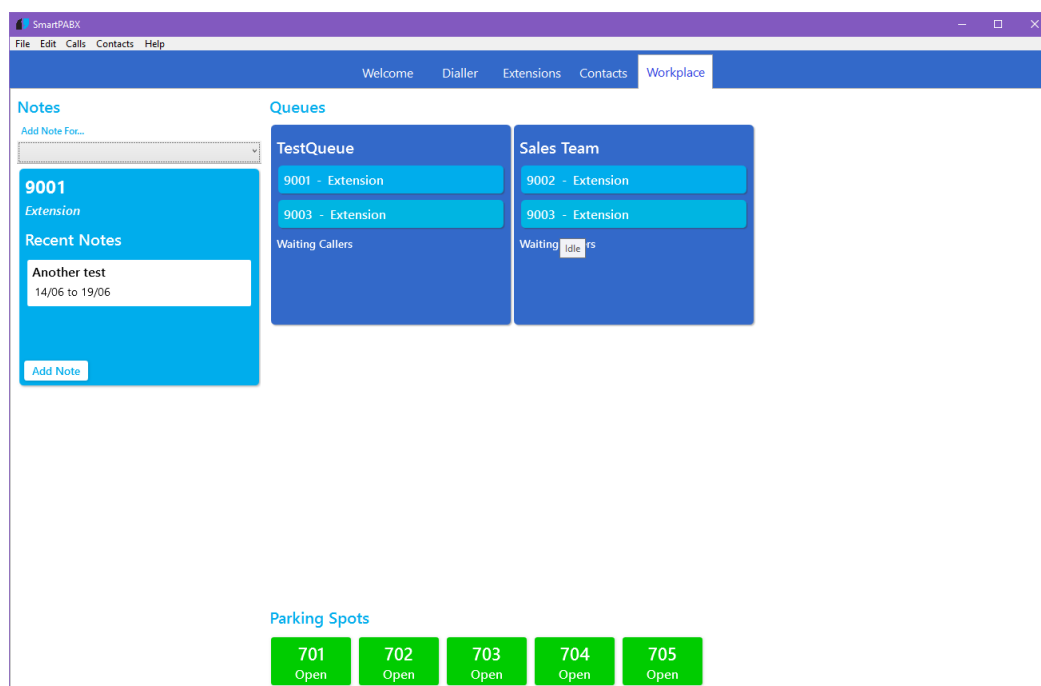 SmartPABX
File Edit Calls Contacts Help
Welcome Dialler Extensions Contacts Workplace
Notes
Add Note For...
9001
Extension
Recent Notes
Another test
14/06 to 19/06
Add Note
Queues
TestQueue
9001 - Extension
9003 - Extension
Waiting Callers
Sales Team
9002 - Extension
9003 - Extension
Waiting
Idle
Parking Spots
701
Open
702
Open
703
Open
704
Open
705
Open